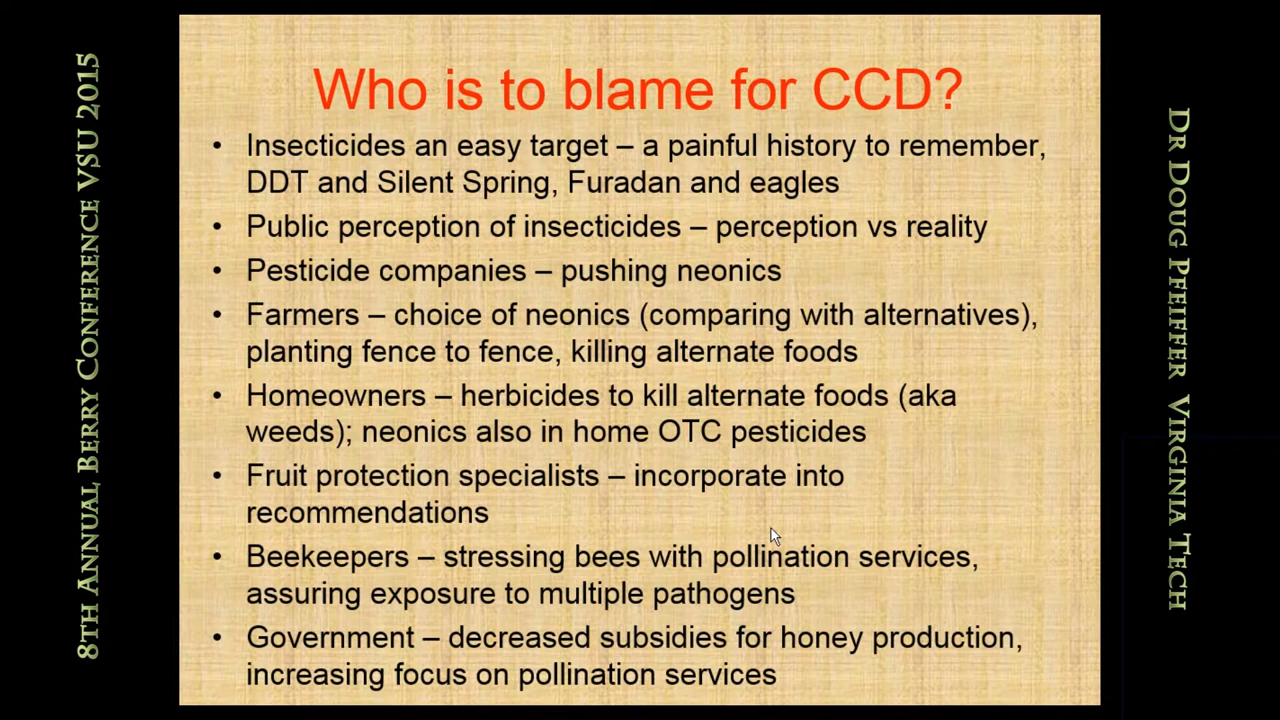 8th Annual Berry Conference VSU 2015
Who is to blame for CCD?
• Insecticides an easy target – a painful history to remember,
DDT and Silent Spring, Furadan and eagles
• Public perception of insecticides – perception vs reality
• Pesticide companies – pushing neonics
• Farmers – choice of neonics (comparing with alternatives),
planting fence to fence, killing alternate foods
• Homeowners – herbicides to kill alternate foods (aka
weeds); neonics also in home OTC pesticides
• Fruit protection specialists – incorporate into
recommendations
• Beekeepers – stressing bees with pollination services,
assuring exposure to multiple pathogens
• Government – decreased subsidies for honey production,
increasing focus on pollination services
Dr Doug Pfeiffer Virginia Tech